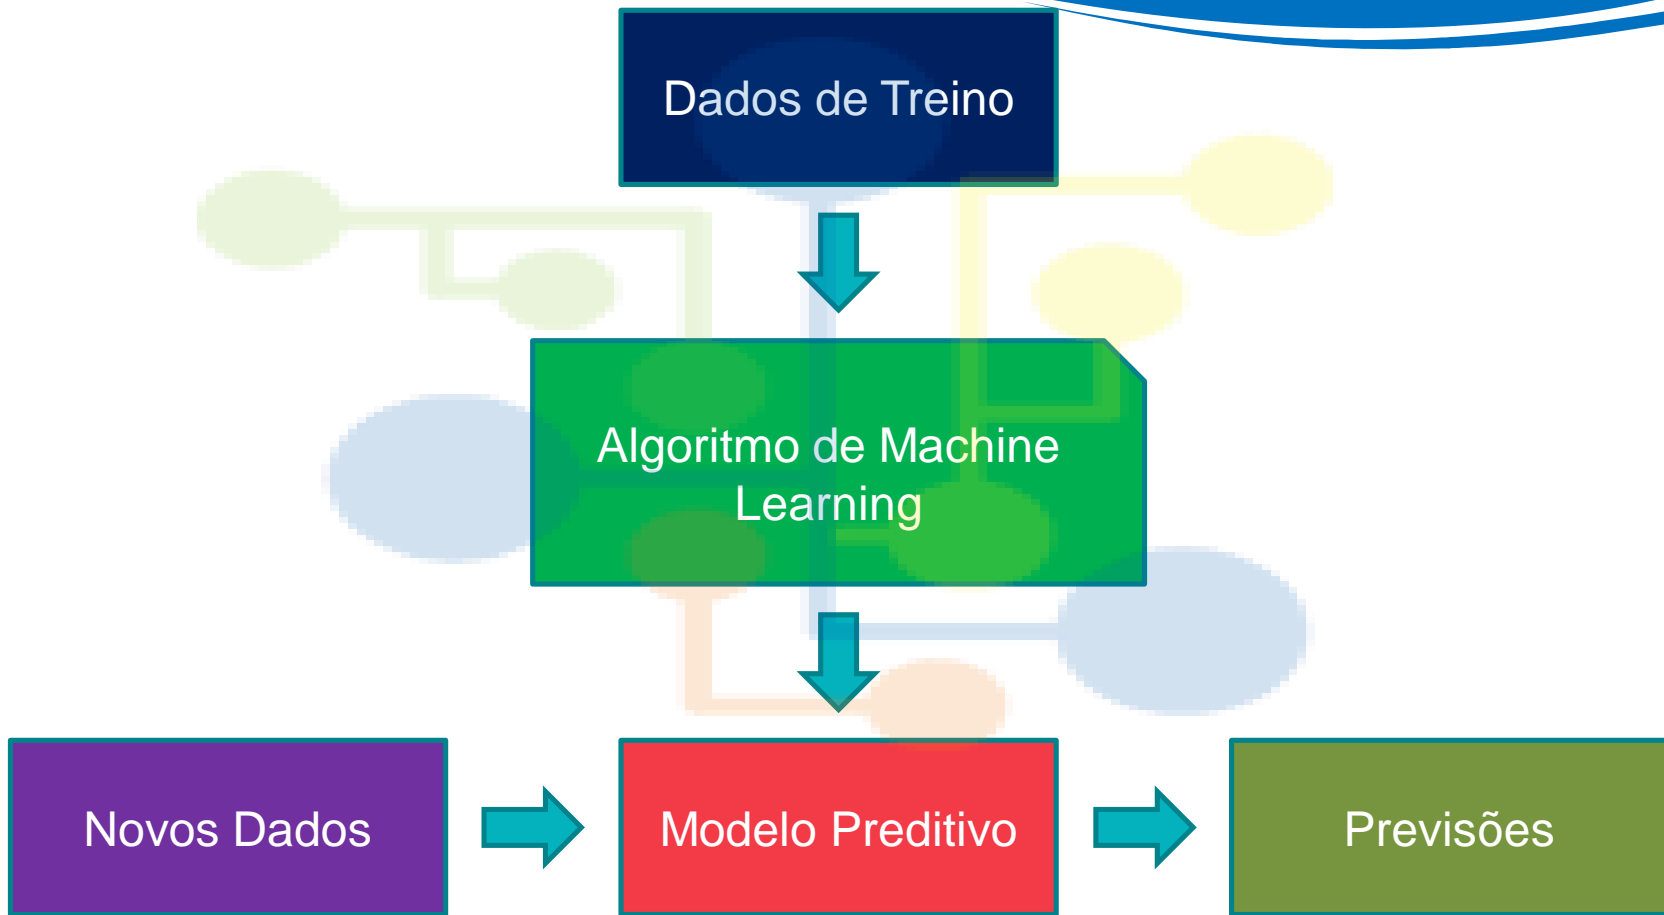 Dados de Treino
Algoritmo de Machine
Learning
Novos Dados
Modelo Preditivo
Previsões